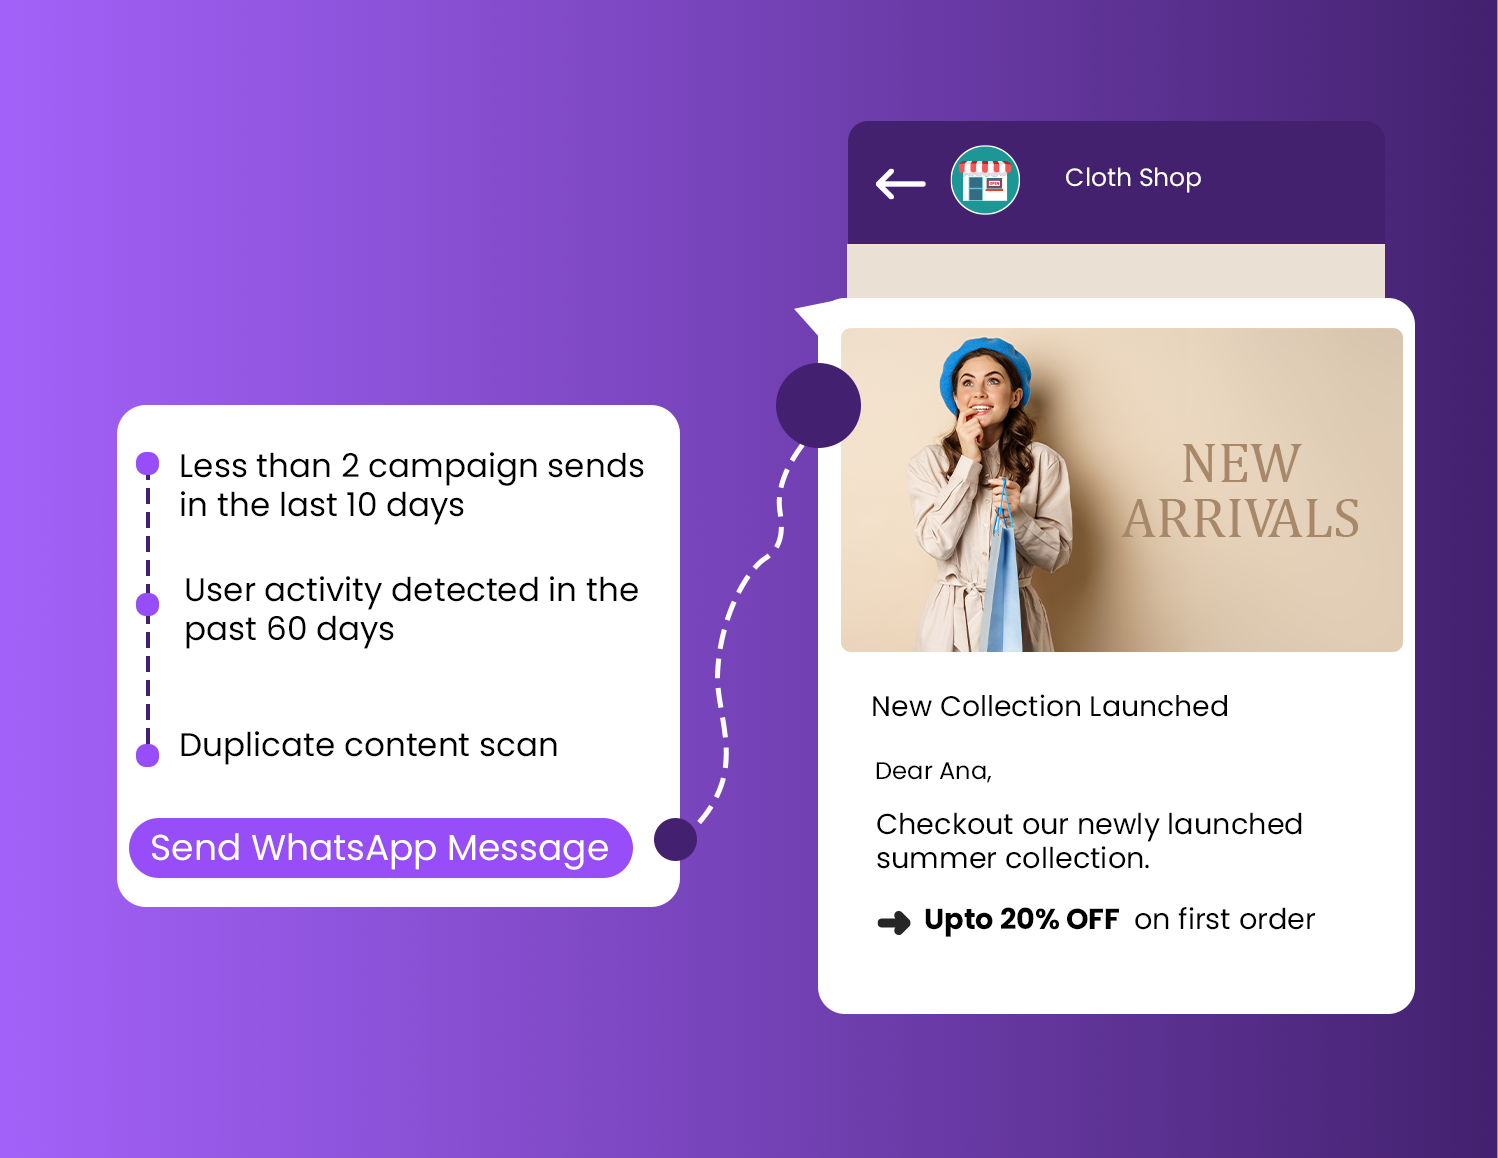 Less than 2 campaign sends
in the last 10 days
User activity detected in the
past 60 days
Duplicate content scan
Send WhatsApp Message
Cloth Shop
OPEN
NEW
ARRIVALS
New Collection Launched
Dear Ana,
Checkout our newly launched
summer collection.
Upto 20% OFF on first order